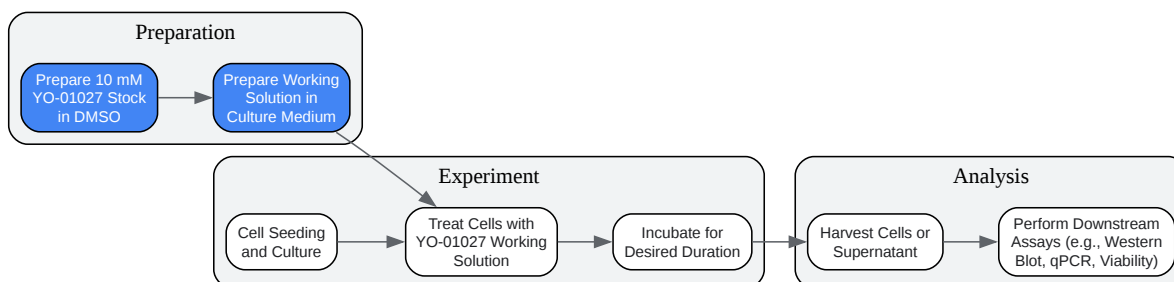 Preparation
Prepare 10 mM
YO-01027 Stock
in DMSO
Prepare Working
Solution in
Culture Medium
Experiment
Cell Seeding
and Culture
Treat Cells with
YO-01027 Working
Solution
Incubate for
Desired Duration
Analysis
Harvest Cells or
Supernatant
Perform Downstream
Assays (e.g., Western
Blot, qPCR, Viability)